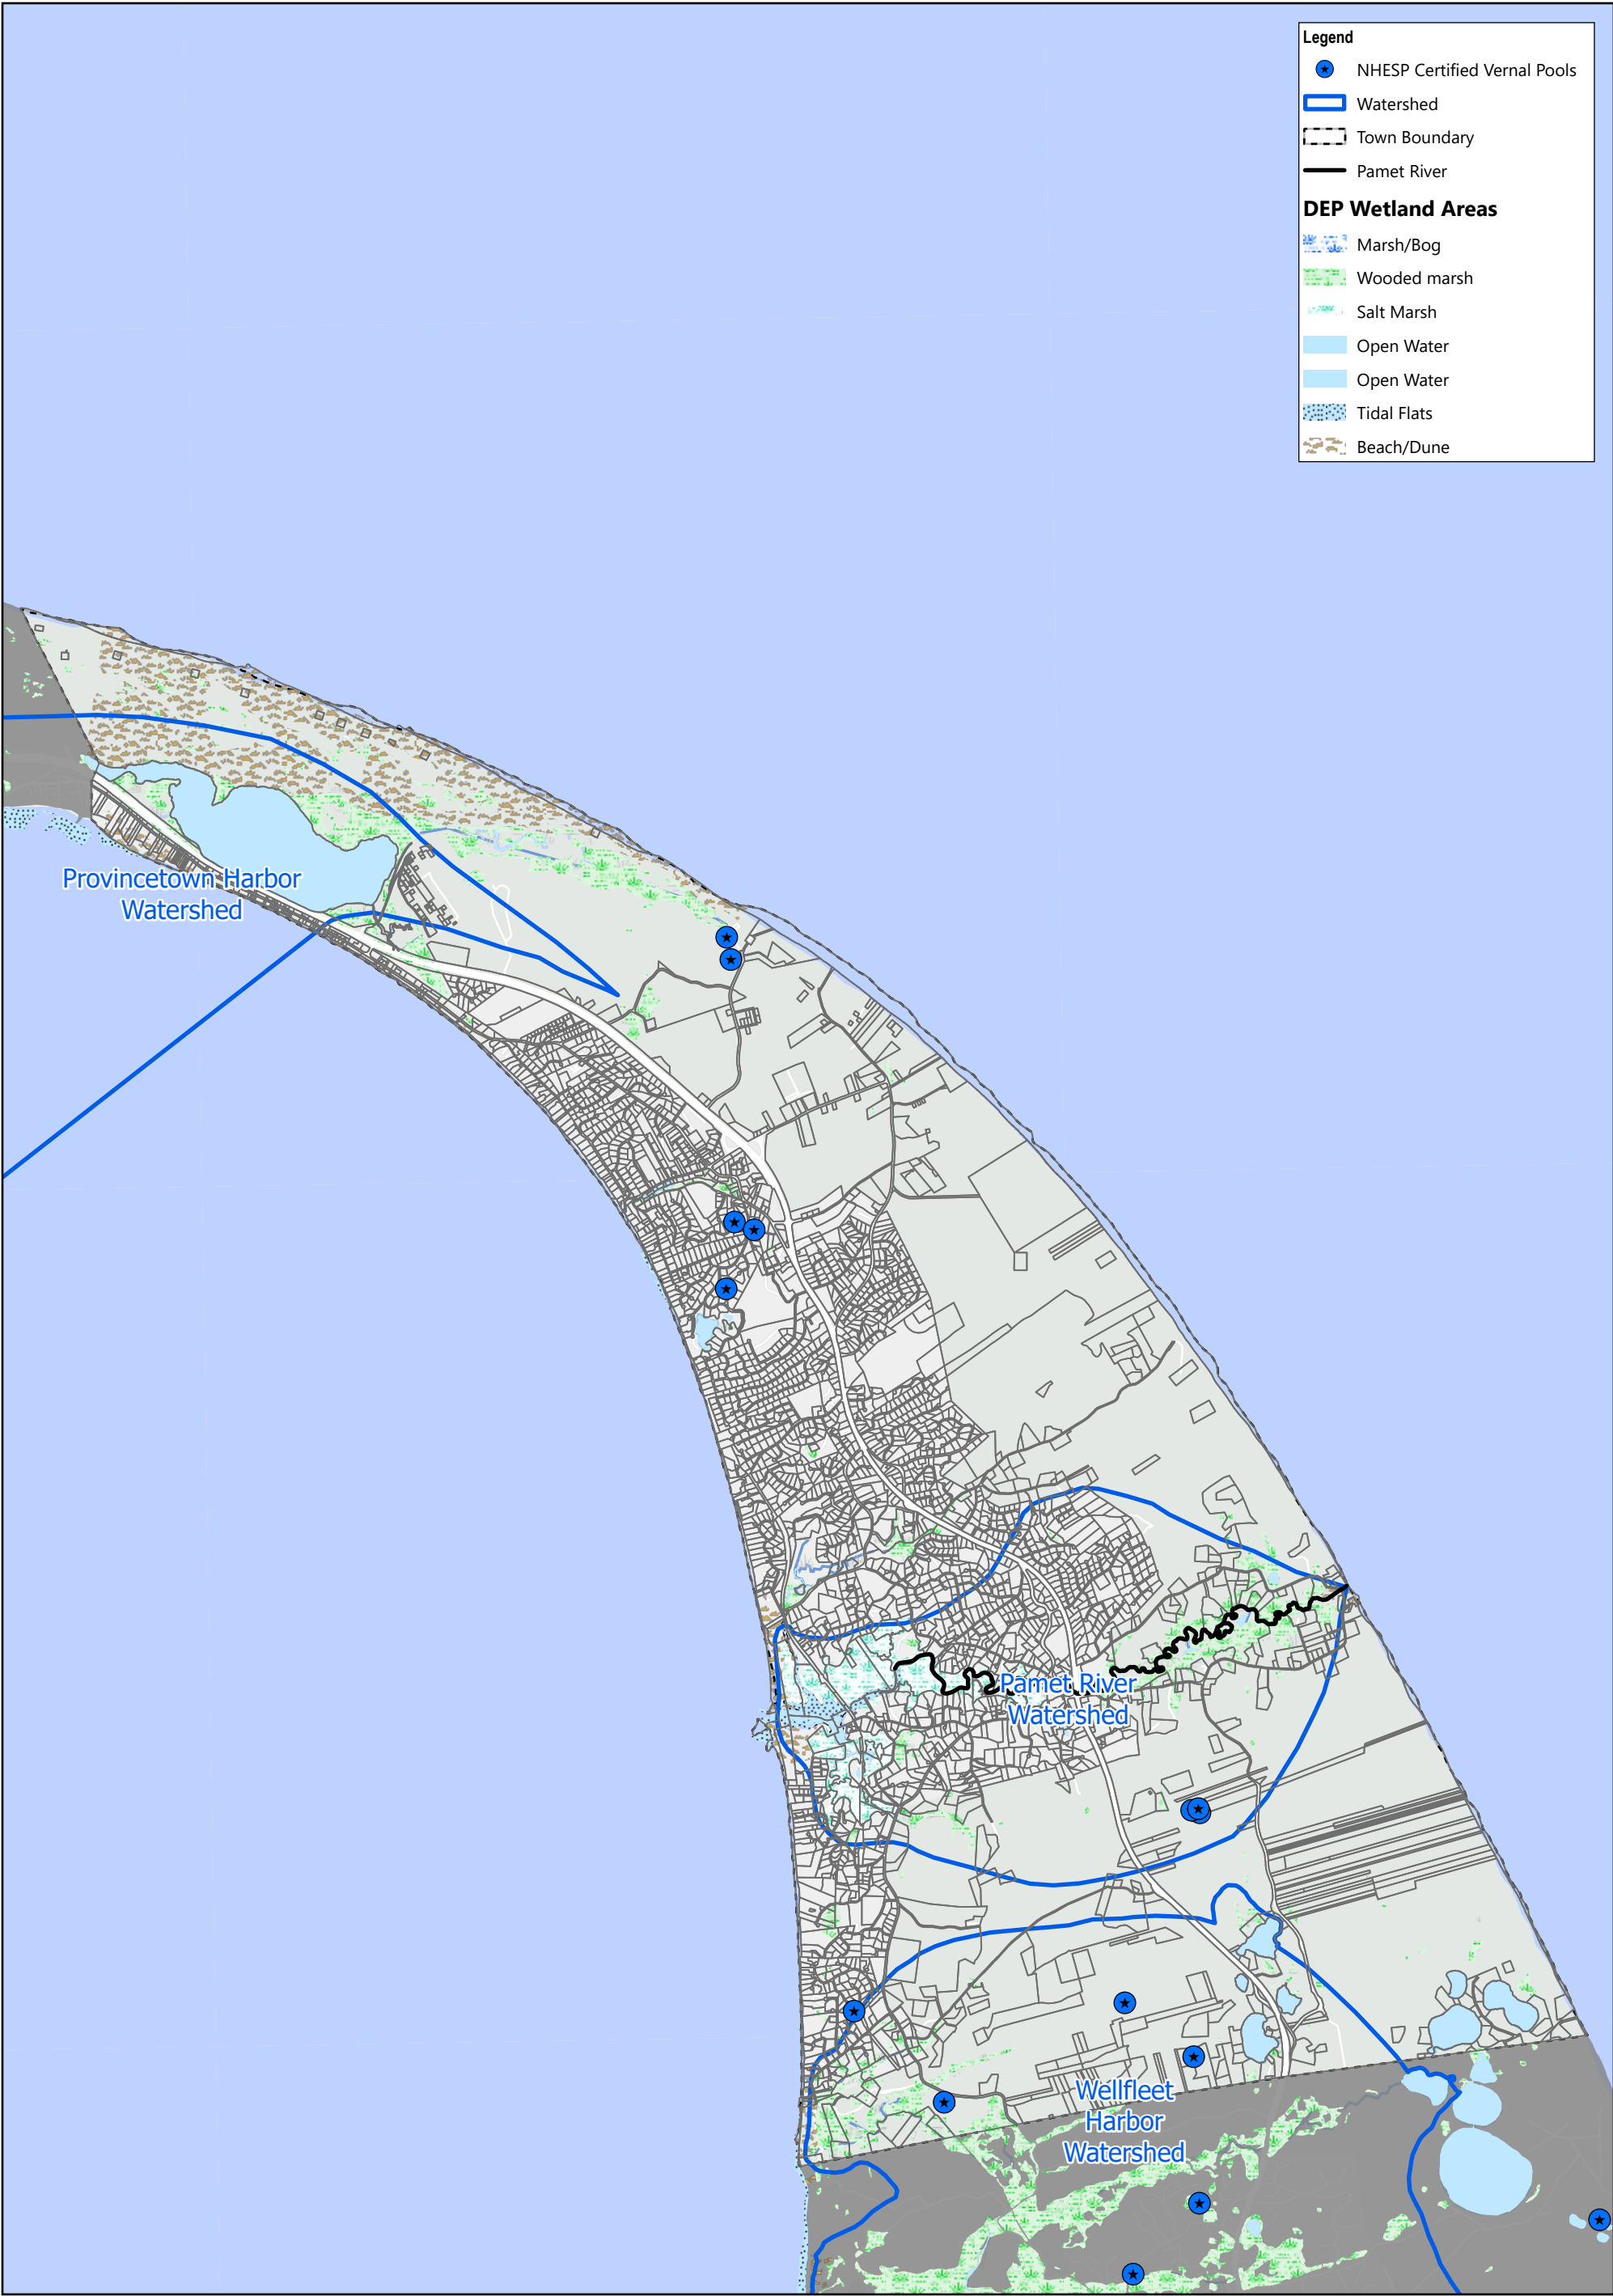 Legend
NHESP Certified Vernal Pools
Watershed
Town Boundary
Pamet River
DEP Wetland Areas
Marsh/Bog
Wooded marsh
Salt Marsh
Open Water
Open Water
Tidal Flats
Beach/Dune
Provincetown Harbor
Watershed
Pamet River
Watershed
Wellfleet
Harbor
Watershed